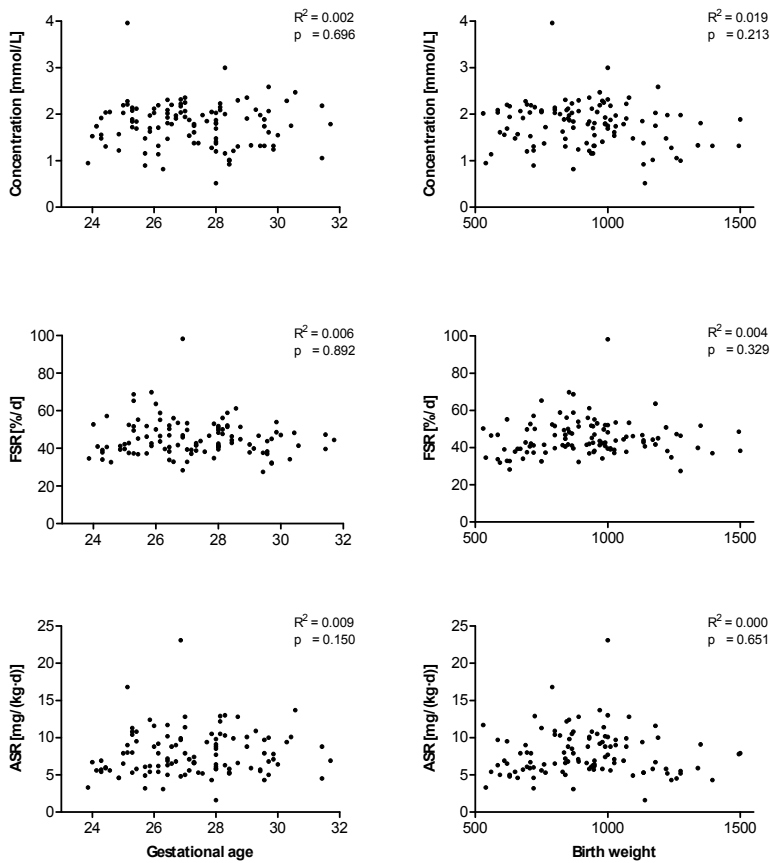 R² = 0.002
p = 0.696
Concentration [mmol/L]
4
3
2
1
0
24 26 28 30 32
R² = 0.019
p = 0.213
Concentration [mmol/L]
4
3
2
1
0
500 1000 1500
R² = 0.006
p = 0.892
FSR [%/d]
100
80
60
40
20
0
24 26 28 30 32
R² = 0.004
p = 0.329
FSR [%/d]
100
80
60
40
20
0
500 1000 1500
R² = 0.009
p = 0.150
ASR [mg/(kg·d)]
25
20
15
10
5
0
24 26 28 30 32
Gestational age
R² = 0.000
p = 0.651
ASR [mg/(kg·d)]
25
20
15
10
5
0
500 1000 1500
Birth weight